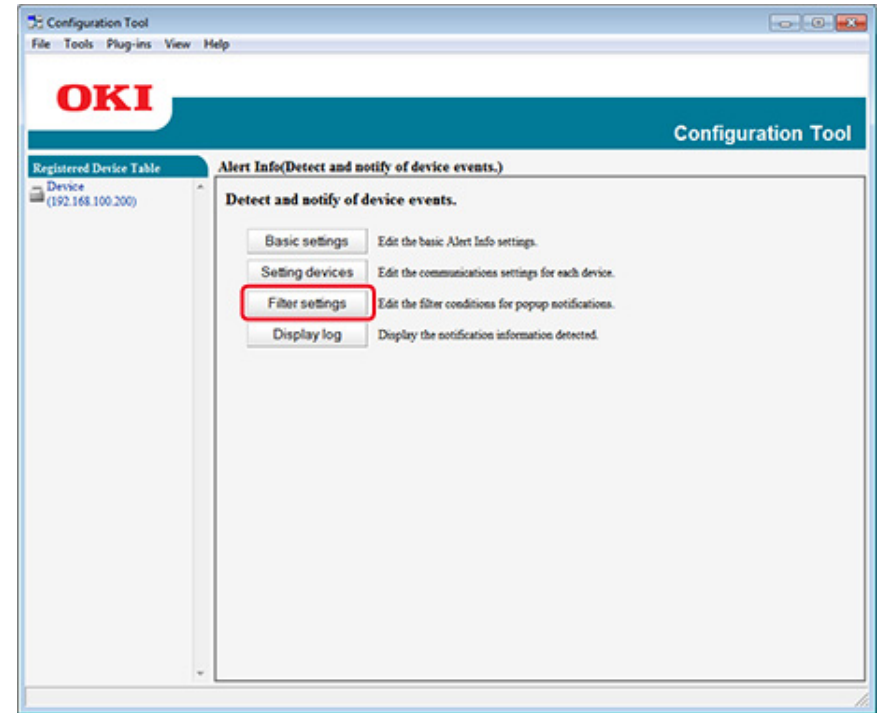 Configuration Tool
File Tools Plug-ins View Help
OKI
Configuration Tool
Registered Device Table
Device
(192.168.100.200)
Alert Info(Detect and notify of device events.)
Detect and notify of device events.
Basic settings Edit the basic Alert Info settings.
Setting devices Edit the communications settings for each device.
Filter settings Edit the filter conditions for popup notifications.
Display log Display the notification information detected.